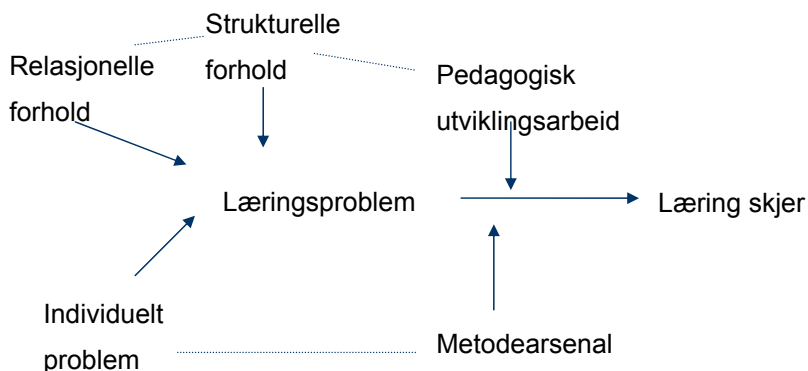 Strukturelle
forhold
Relasjonelle
forhold
Pedagogisk
utviklingsarbeid
Læringsproblem
Læring skjer
Individuelt
problem
Metodearsenal